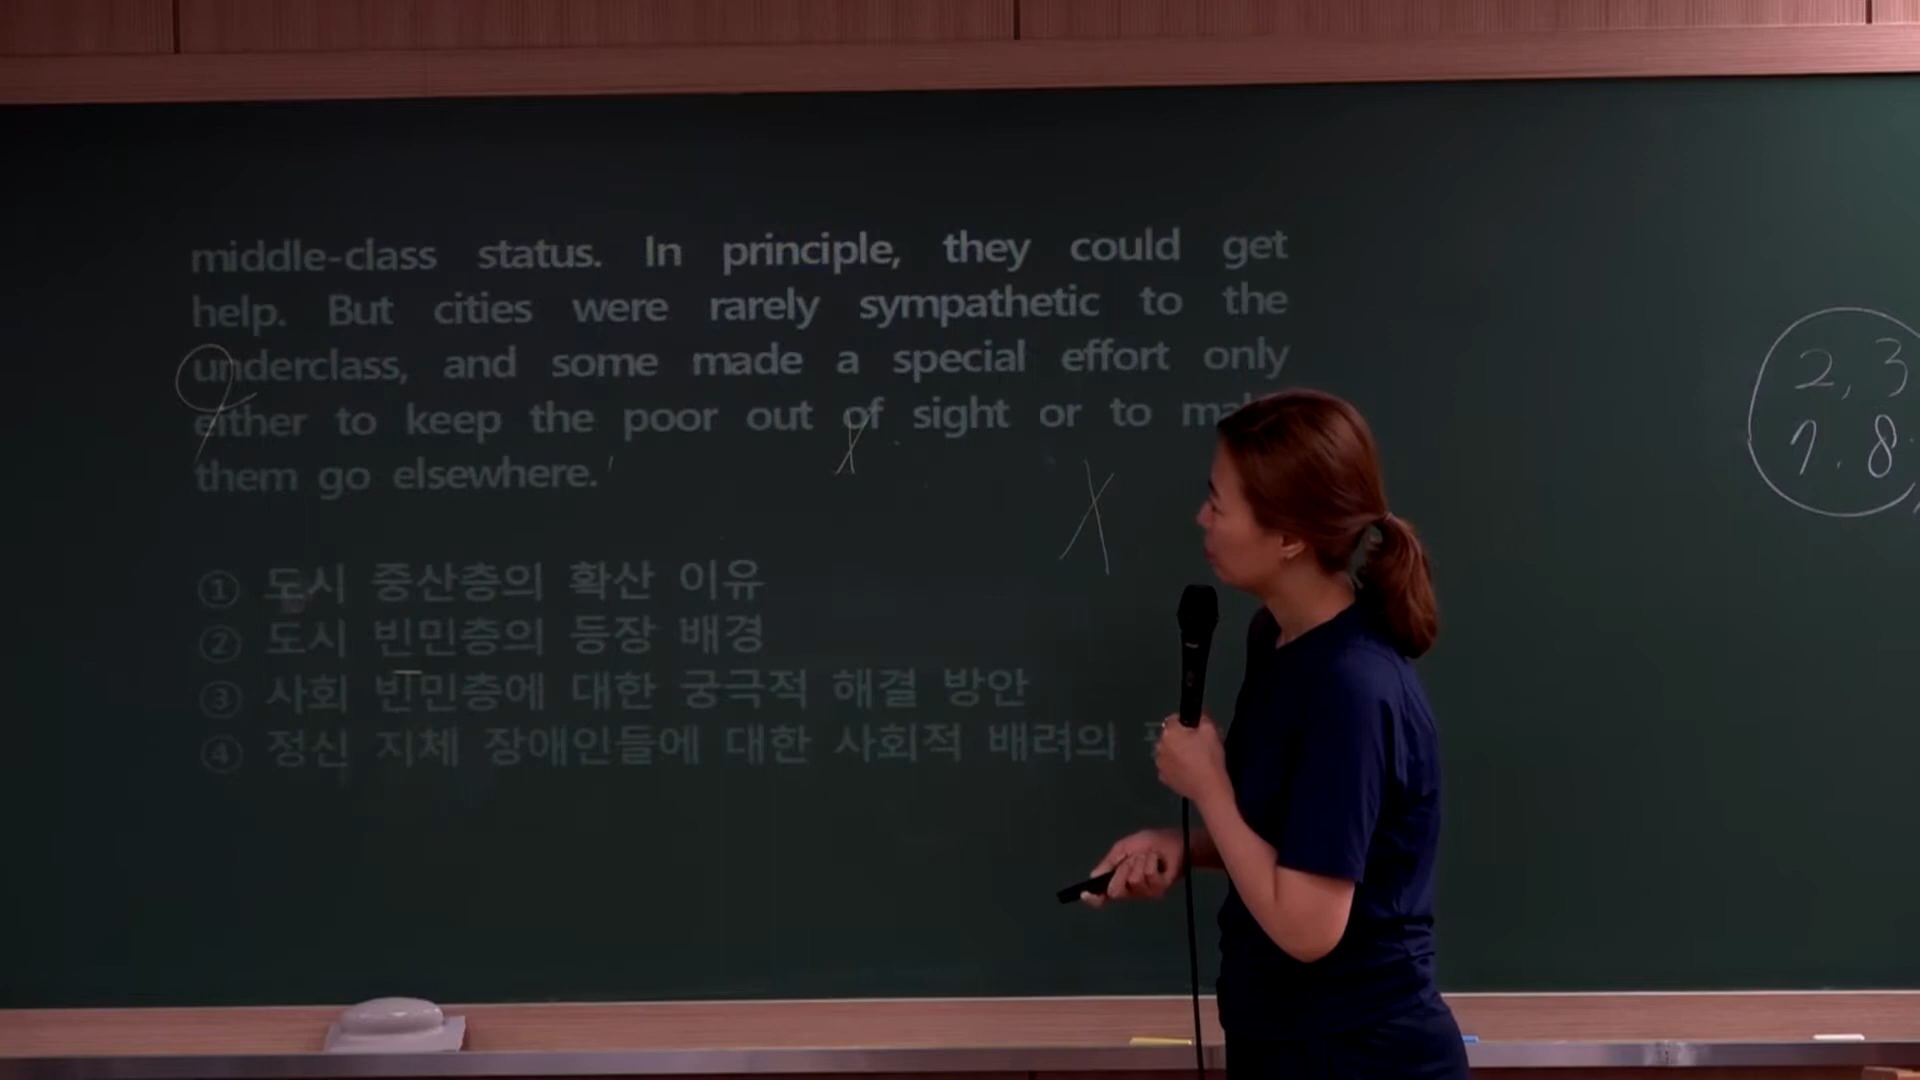 middle-class status. In principle, they could get
help. But cities were rarely sympathetic to the
underclass, and some made a special effort only
either to keep the poor out of sight or to
them go elsewhere.
① 도시 중산층의 확산 이유
② 도시 빈민층의 등장 배경
③ 사회 빈민층에 대한 궁극적 해결 방안
④ 정신 지체 장애인들에 대한 사회적 배려의
2, 3
7. 8.